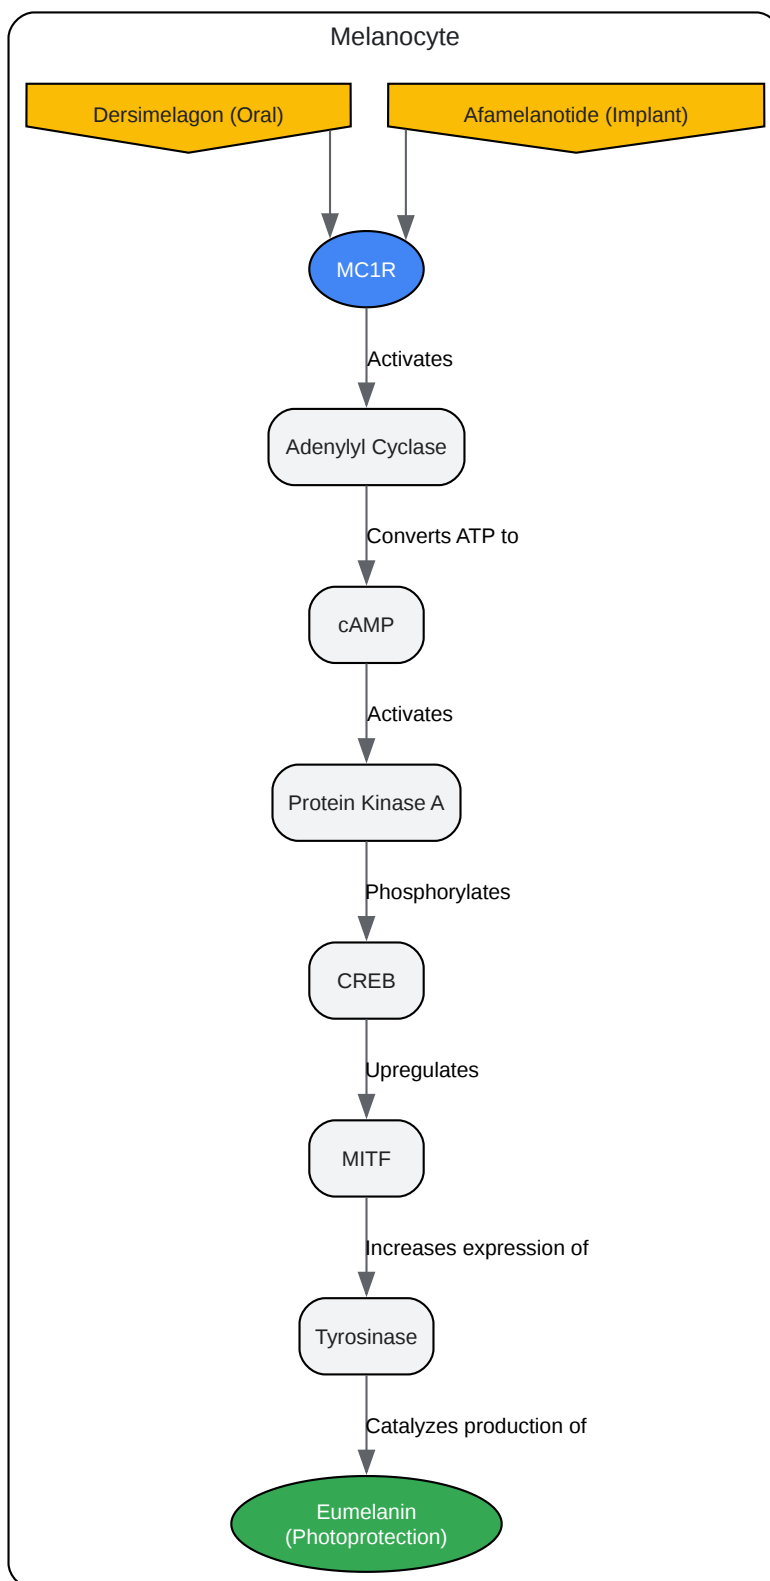 Melanocyte
Dersimelagon (Oral)
Afamelanotide (Implant)
MC1R
Activates
Adenylyl Cyclase
Converts ATP to
cAMP
Activates
Protein Kinase A
Phosphorylates
CREB
Upregulates
MITF
Increases expression of
Tyrosinase
Catalyzes production of
Eumelanin
(Photoprotection)